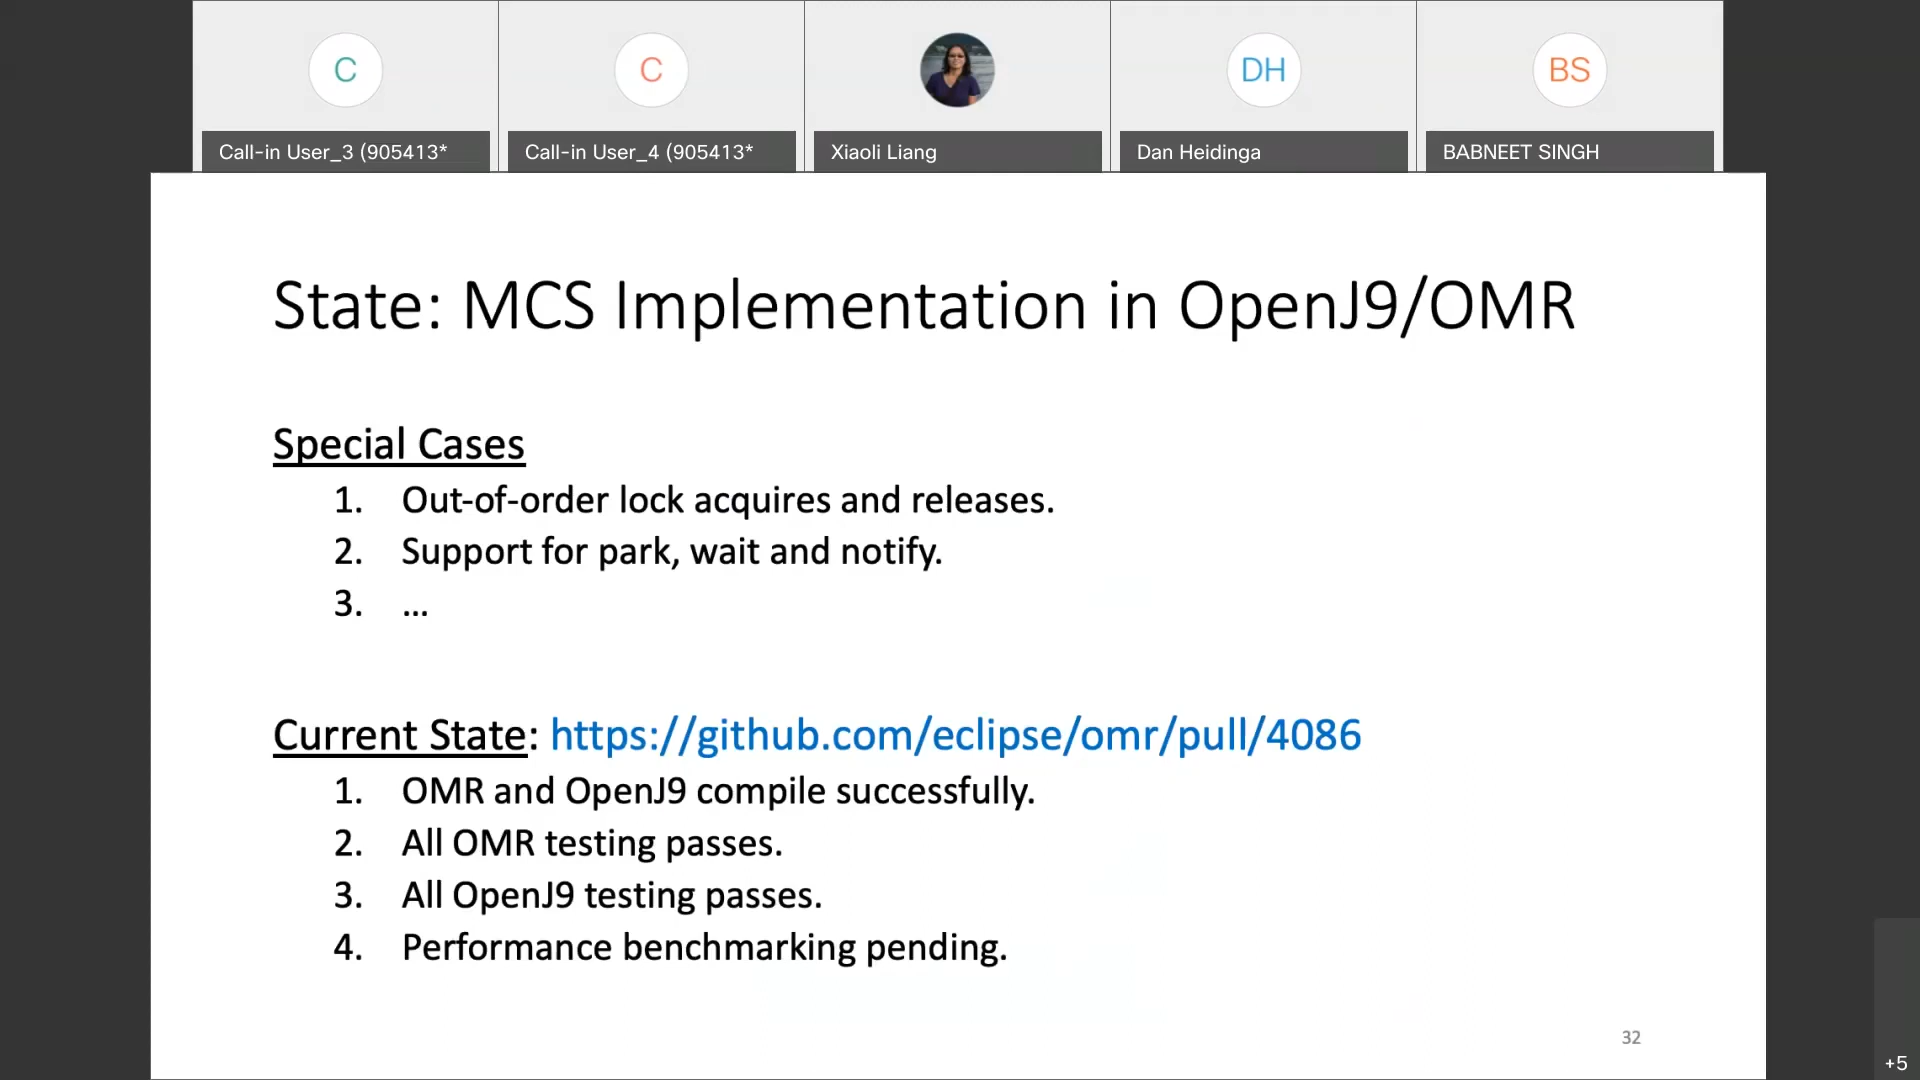 C
C
DH
BS
Call-in User_3 (905413*
Call-in User_4 (905413*
Xiaoli Liang
Dan Heidinga
BABNEET SINGH
State: MCS Implementation in OpenJ9/OMR
Special Cases
1. Out-of-order lock acquires and releases.
2. Support for park, wait and notify.
3. ...
Current State: https://github.com/eclipse/omr/pull/4086
1. OMR and OpenJ9 compile successfully.
2. All OMR testing passes.
3. All OpenJ9 testing passes.
4. Performance benchmarking pending.
32
+5